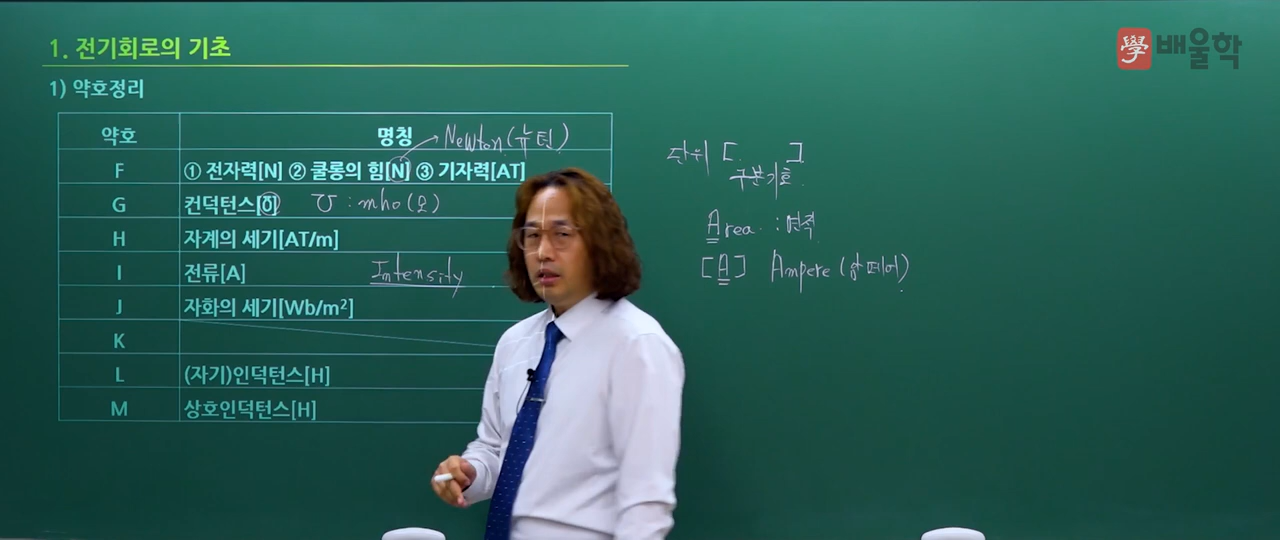 1. 전기회로의 기초
學 배울학
1) 약호정리
약호 명칭
Newton(뉴턴)
F ① 전자력[N] ② 쿨롱의 힘[N] ③ 기자력[AT]
G 컨덕턴스[℧] ℧ : mho(모)
H 자계의 세기[AT/m]
I 전류[A] Intensity
J 자화의 세기[Wb/m²]
K
L (자기)인덕턴스[H]
M 상호인덕턴스[H]
단위 [ ]
구분기호
Area : 면적
[A] Ampere (암페어)